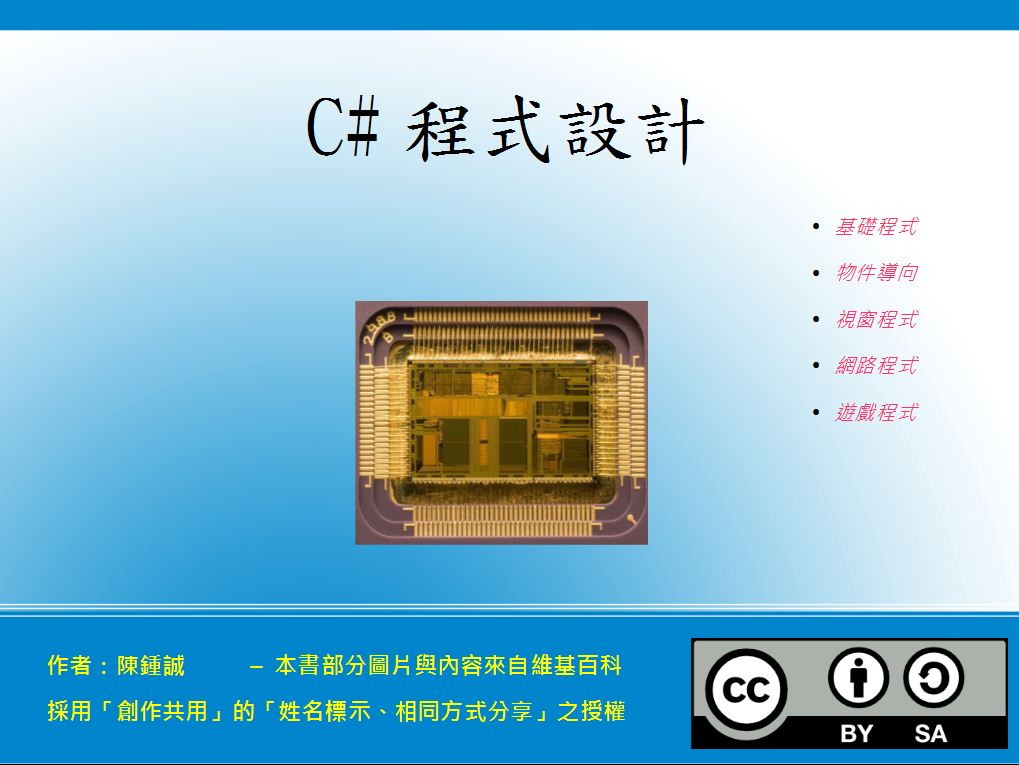 C# 程式設計
• 基礎程式
• 物件導向
• 視窗程式
• 網路程式
• 遊戲程式
作者：陳鍾誠 – 本書部分圖片與內容來自維基百科
採用「創作共用」的「姓名標示、相同方式分享」之授權
cc
BY SA